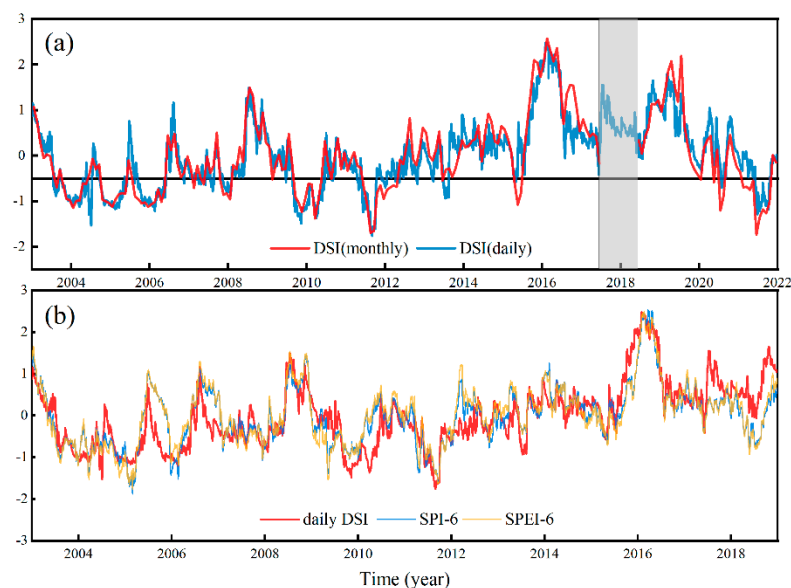 3
(a)
2
1
0
-1
-2
DSI(monthly) DSI(daily)
2004 2006 2008 2010 2012 2014 2016 2018 2020 2022
3
(b)
2
1
0
-1
-2
-3
daily DSI SPI-6 SPEI-6
2004 2006 2008 2010 2012 2014 2016 2018
Time (year)